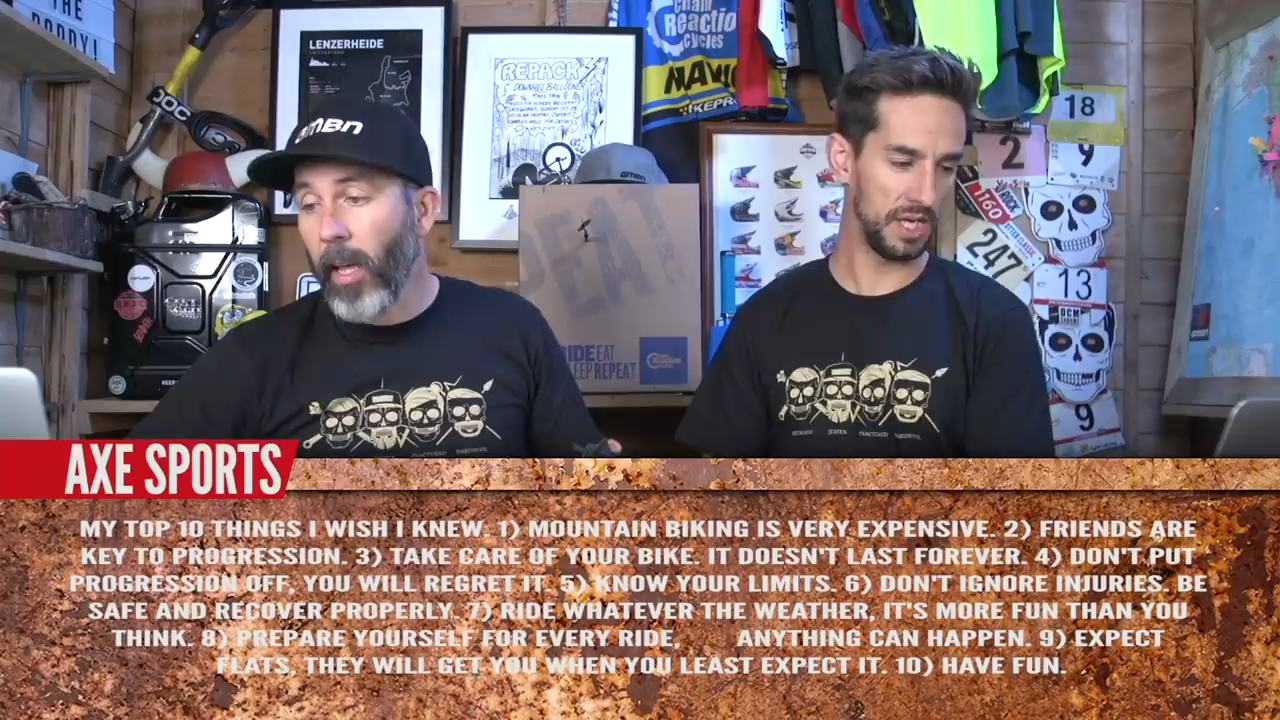 THE
LENZERHEIDE
REPACK
Chain
Reaction
Cycles
18
2
9
1160
247
13
9
GMBN
RIDE EAT
REPEAT
AXE SPORTS
MY TOP 10 THINGS I WISH I KNEW. 1) MOUNTAIN BIKING IS VERY EXPENSIVE. 2) FRIENDS ARE
KEY TO PROGRESSION. 3) TAKE CARE OF YOUR BIKE. IT DOESN'T LAST FOREVER. 4) DON'T PUT
PROGRESSION OFF, YOU WILL REGRET IT. 5) KNOW YOUR LIMITS. 6) DON'T IGNORE INJURIES. BE
SAFE AND RECOVER PROPERLY. 7) RIDE WHATEVER THE WEATHER, IT'S MORE FUN THAN YOU
THINK. 8) PREPARE YOURSELF FOR EVERY RIDE, ANYTHING CAN HAPPEN. 9) EXPECT
FLATS, THEY WILL GET YOU WHEN YOU LEAST EXPECT IT. 10) HAVE FUN.